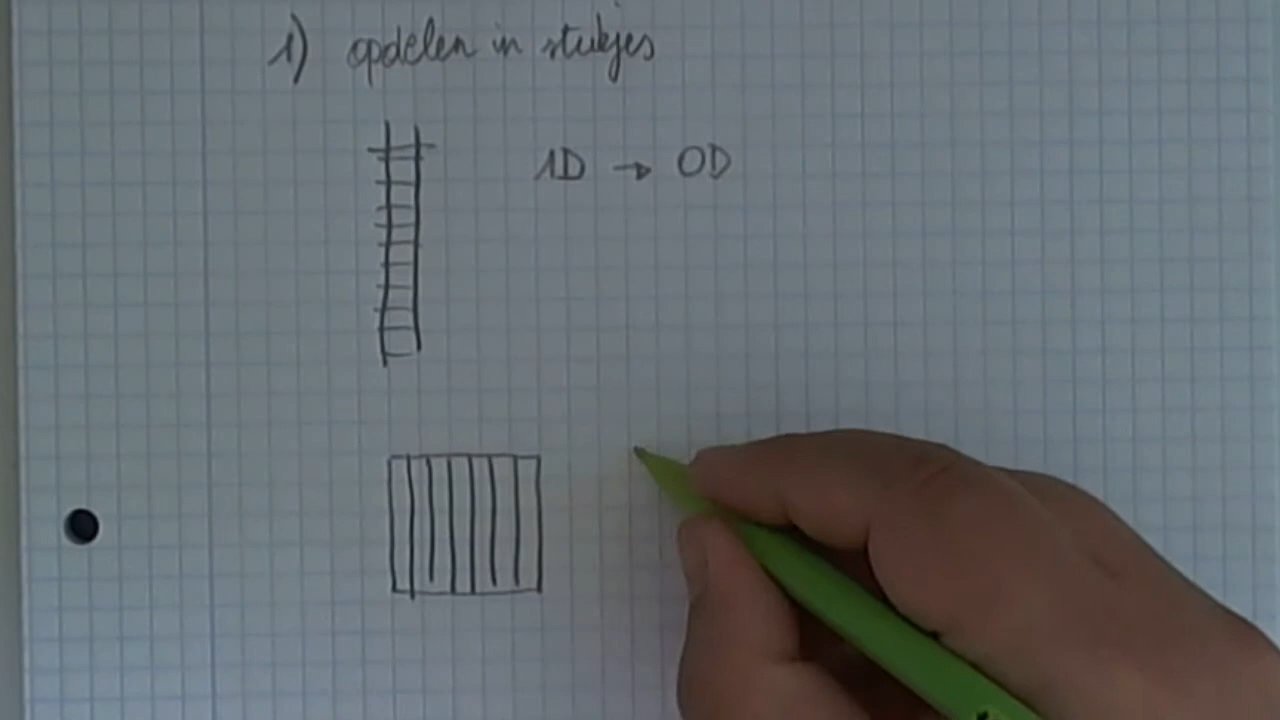 1) opdelen in stukjes
1D → 0D